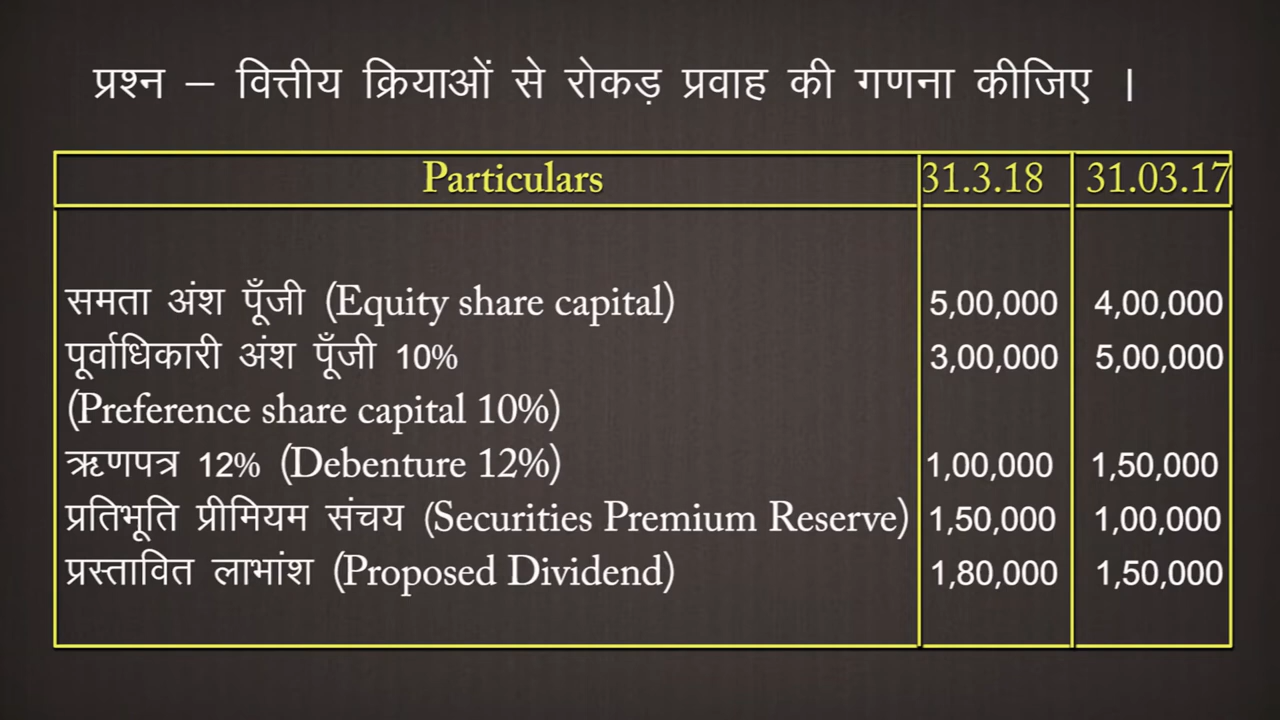 प्रश्न – वित्तीय क्रियाओं से रोकड़ प्रवाह की गणना कीजिए ।
Particulars 31.3.18 31.03.17
समता अंश पूँजी (Equity share capital) 5,00,000 4,00,000
पूर्वाधिकारी अंश पूँजी 10% 3,00,000 5,00,000
(Preference share capital 10%)
ऋणपत्र 12% (Debenture 12%) 1,00,000 1,50,000
प्रतिभूति प्रीमियम संचय (Securities Premium Reserve) 1,50,000 1,00,000
प्रस्तावित लाभांश (Proposed Dividend) 1,80,000 1,50,000